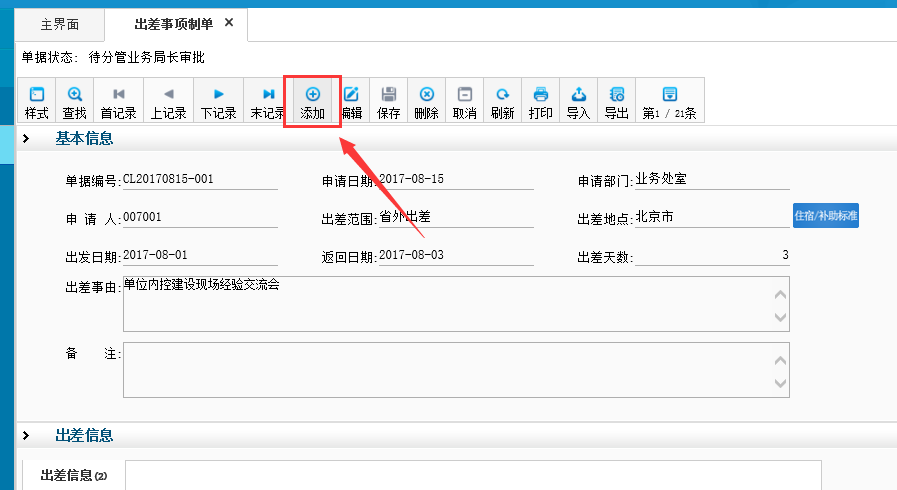 主界面 出差事项制单 ×
单据状态: 待分管业务局长审批
样式 查找 首记录 上记录 下记录 末记录 添加 编辑 保存 删除 取消 刷新 打印 导入 导出 第1 / 21条
基本信息
单据编号:CL20170815-001 申请日期:2017-08-15 申请部门:业务处室
申 请 人:007001 出差范围:省外出差 出差地点:北京市 住宿/补助标准
出发日期:2017-08-01 返回日期:2017-08-03 出差天数: 3
出差事由:单位内控建设现场经验交流会
备 注:
出差信息
出差信息(2)